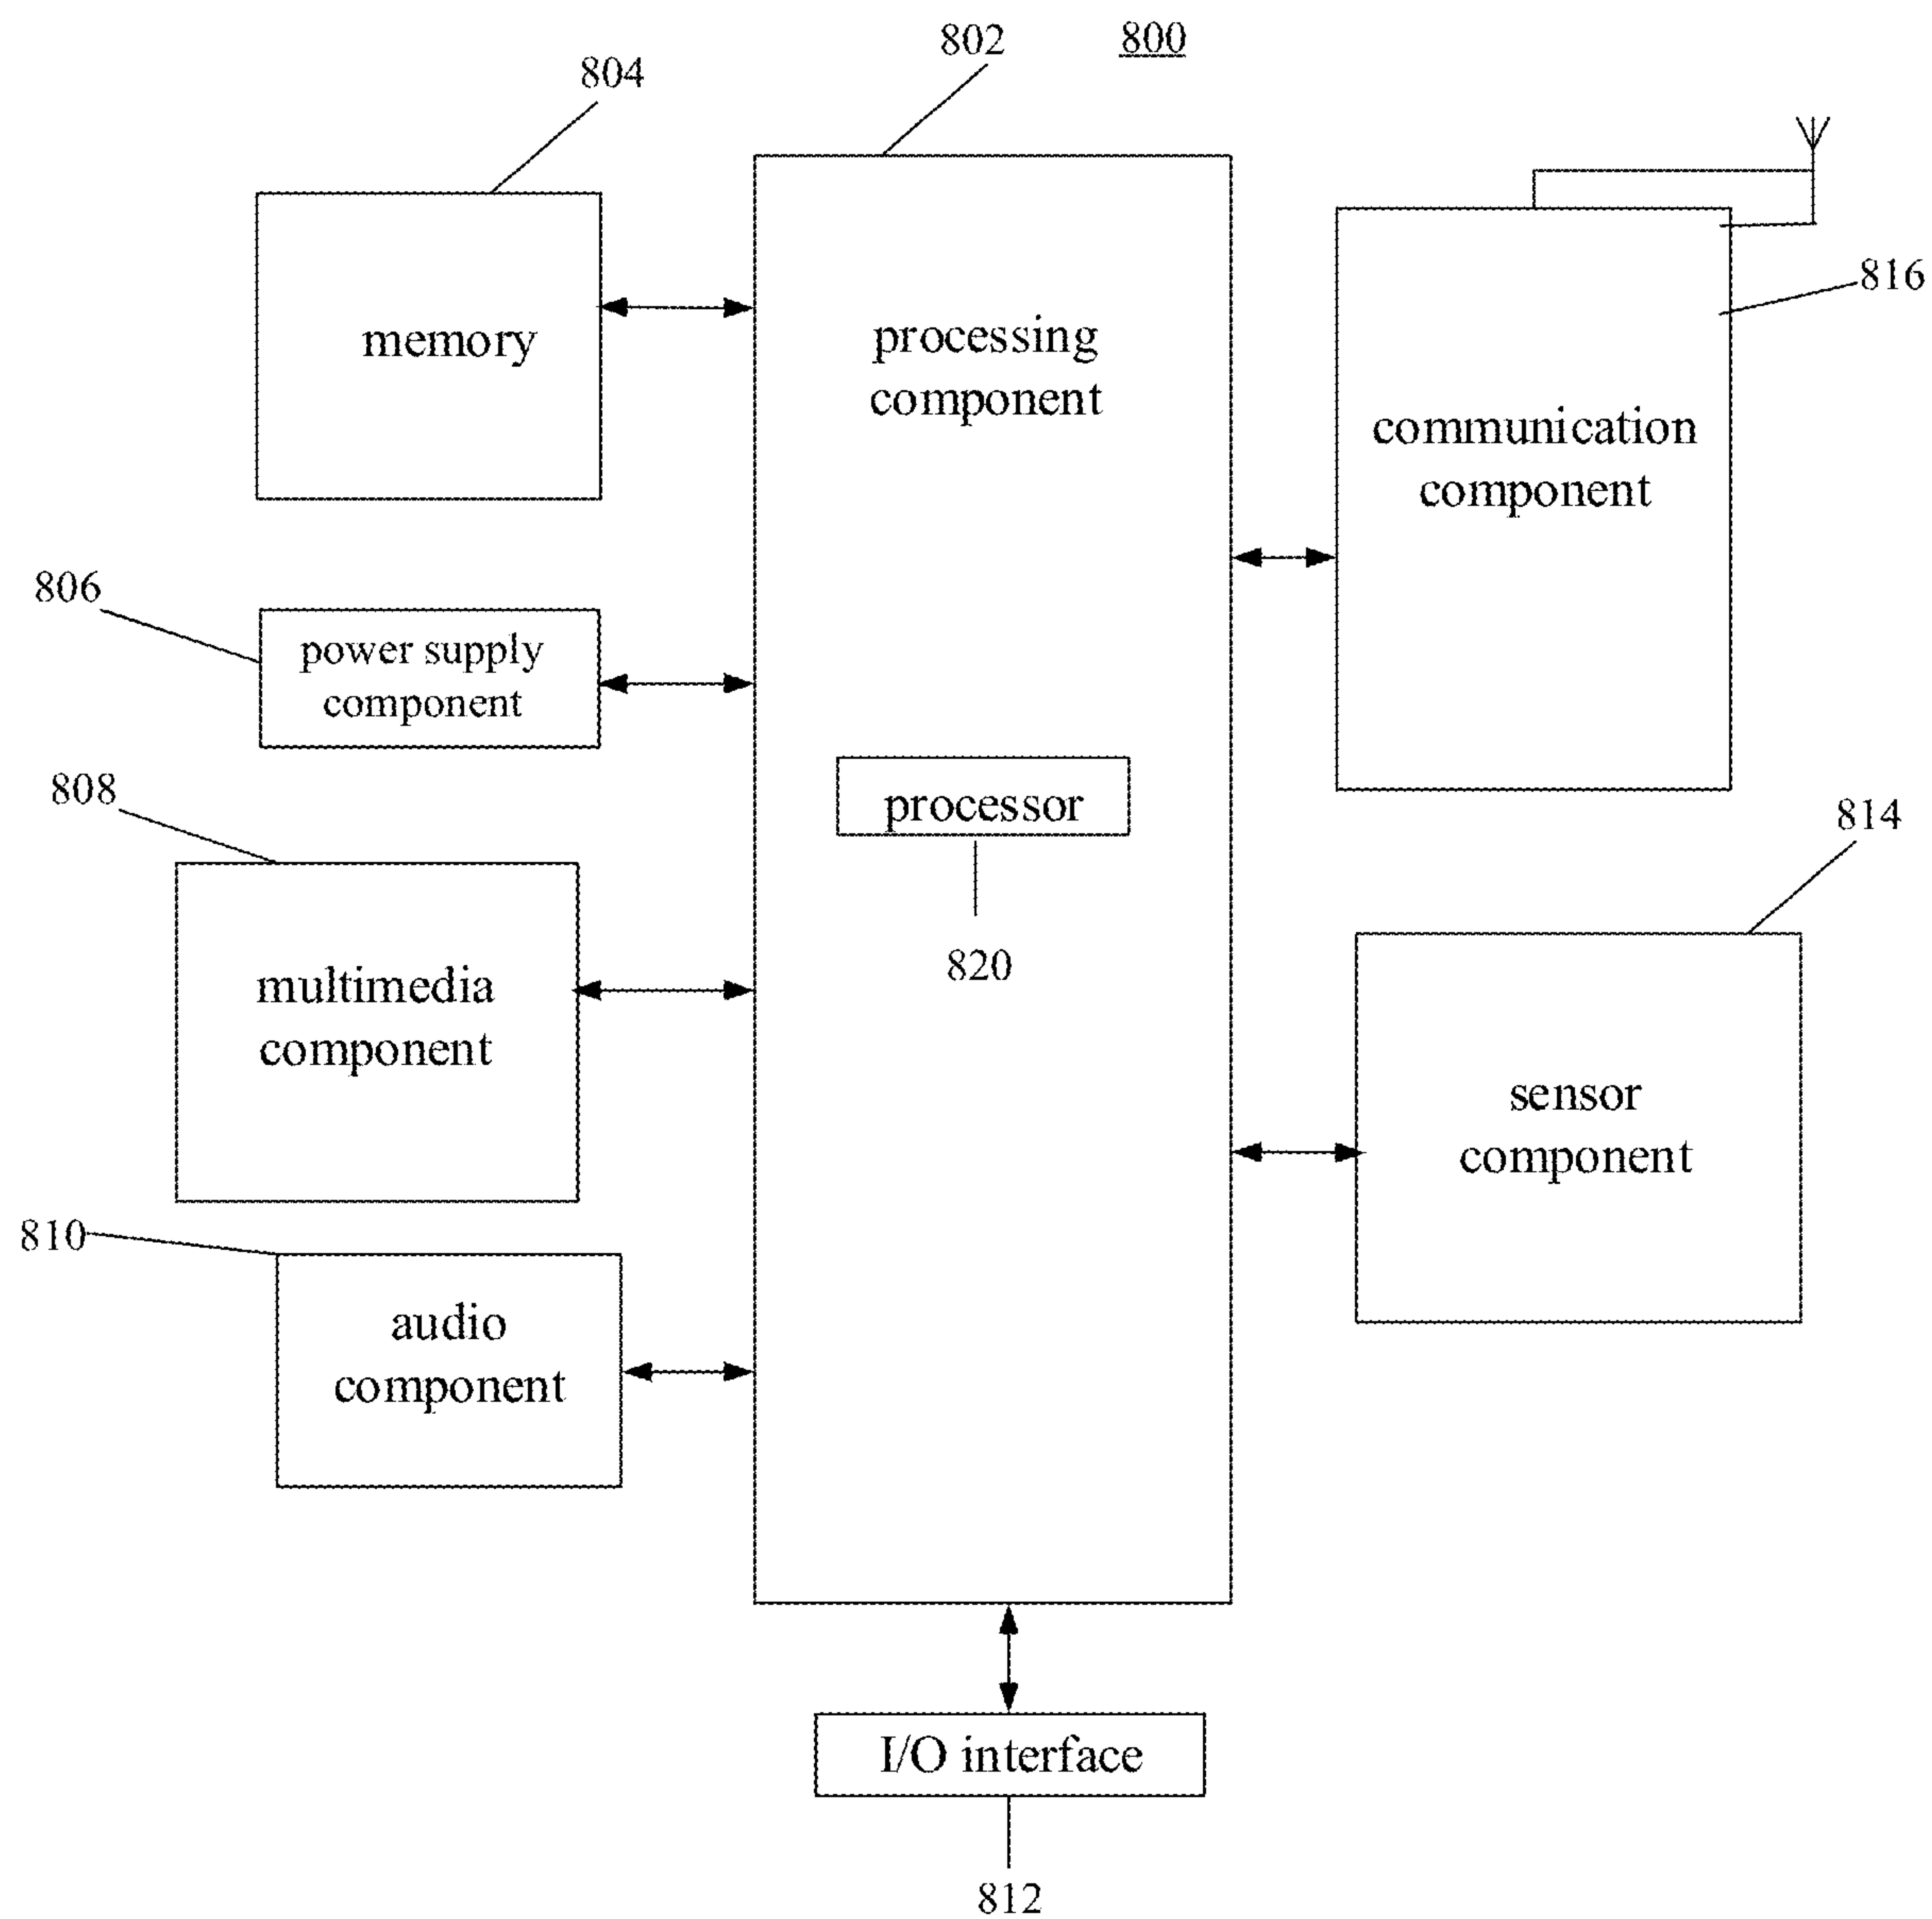 802
800
804
816
memory
processing
component
communication
component
806
power supply
component
808
processor
814
820
multimedia
component
sensor
component
810
audio
component
I/O interface
812